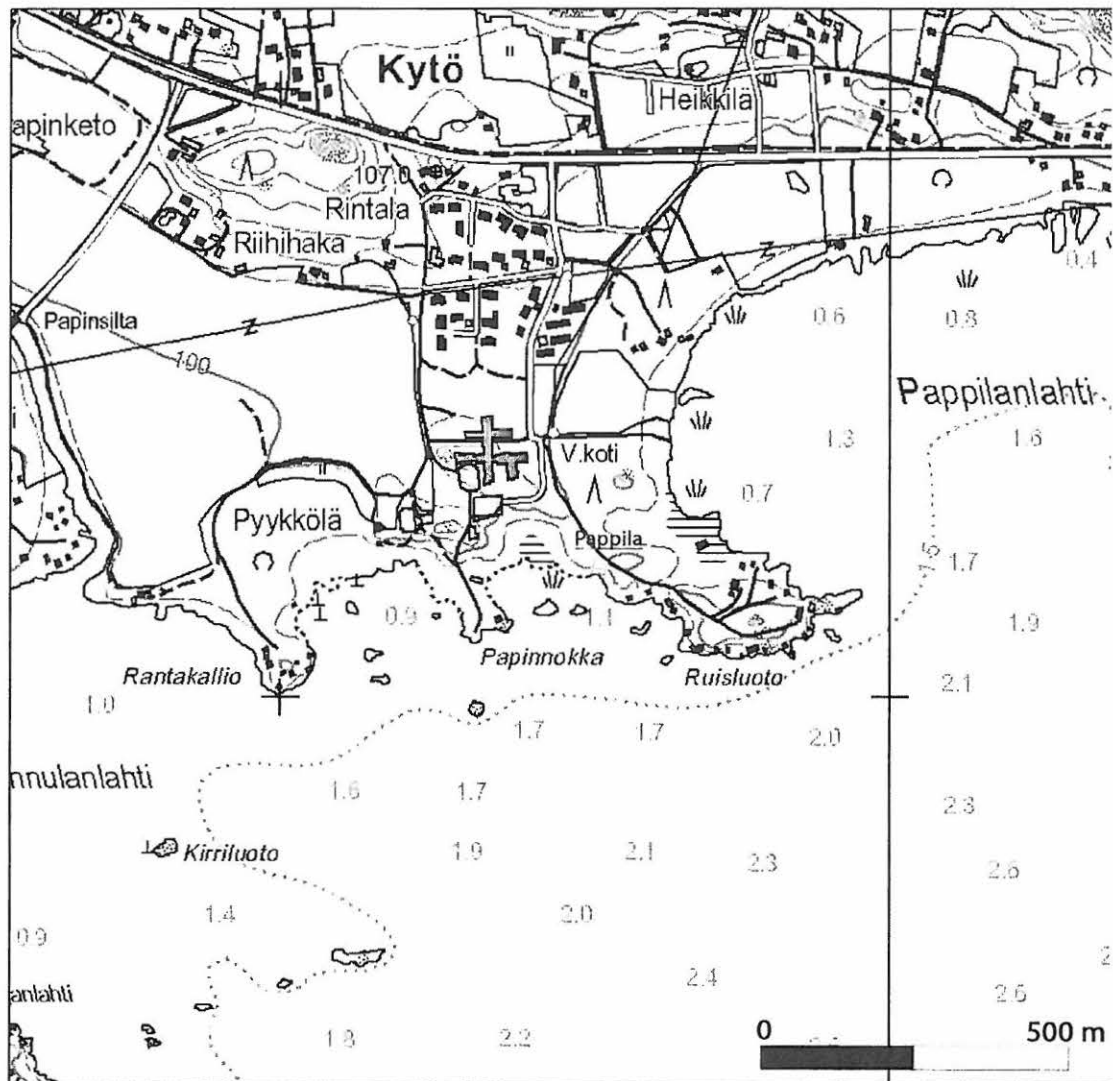 Kytö
Heikkilä
apinketo
107.0
Rintala
Riihihaka
Z
0.4
0.6
0.8
Papinsilta
Z
100
Pappilanlahti
1.3
1.6
V.koti
0.7
Pyykkölä
Pappila
1.5
1.7
0.9
1.1
1.9
Papinnokka
Rantakallio
Ruisluoto
2.1
1.0
1.7
1.7
2.0
nnulanlahti
1.6
1.7
2.3
Kirriluoto
1.9
2.1
2.3
2.6
1.4
2.0
0.9
2.4
anlahti
2.6
0
500 m
1.8
2.2